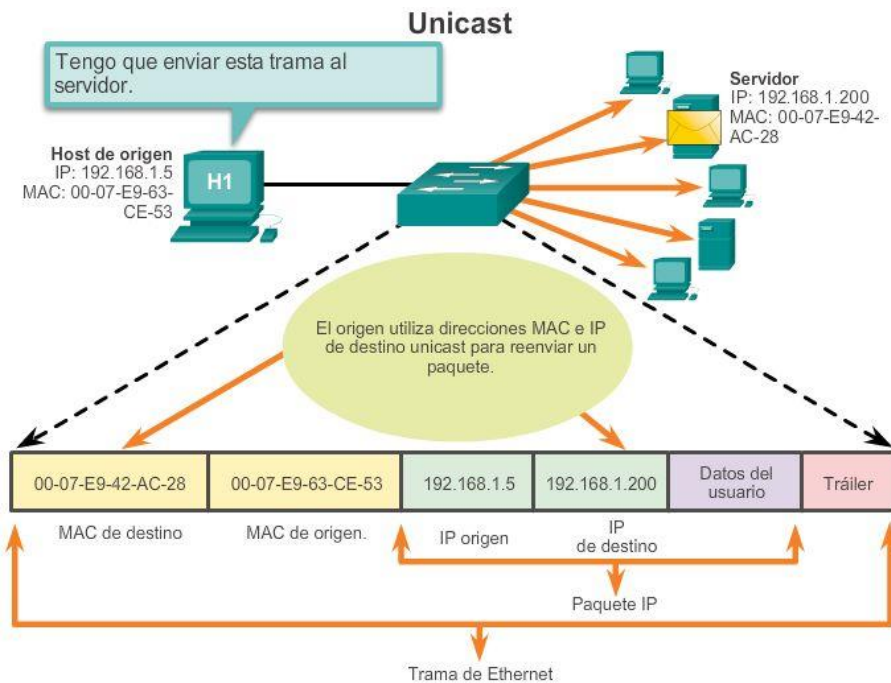 Unicast
Tengo que enviar esta trama al
servidor.
Servidor
IP: 192.168.1.200
MAC: 00-07-E9-42-
AC-28
Host de origen
IP: 192.168.1.5
MAC: 00-07-E9-63-
CE-53
H1
El origen utiliza direcciones MAC e IP
de destino unicast para reenviar un
paquete.
00-07-E9-42-AC-28
00-07-E9-63-CE-53
192.168.1.5
192.168.1.200
Datos del
usuario
Tráiler
MAC de destino
MAC de origen.
IP origen
IP
de destino
Paquete IP
Trama de Ethernet